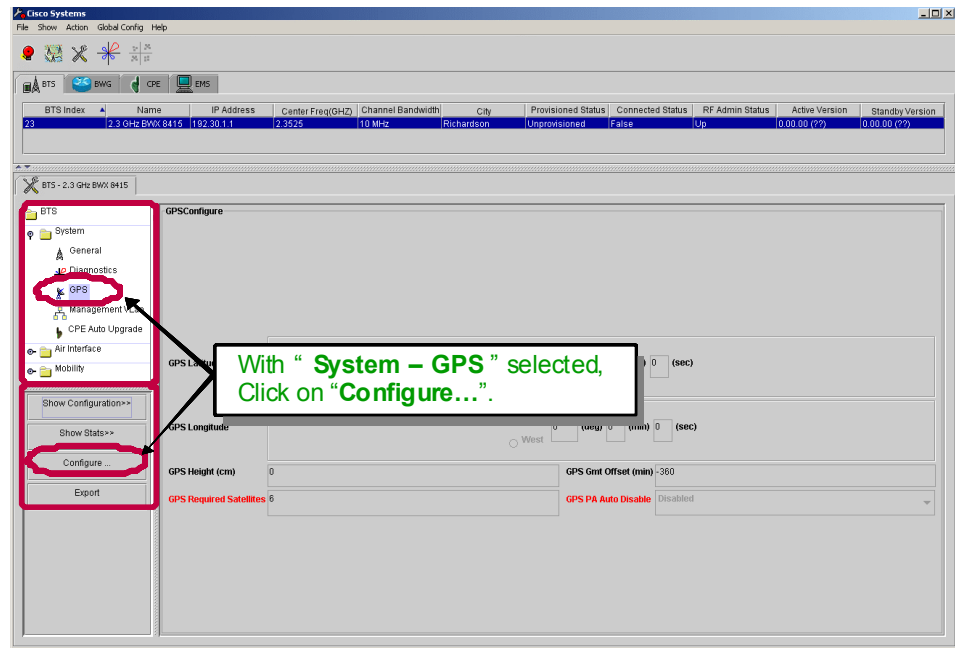 Cisco Systems
File Show Action Global Config Help
BTS BWG CPE EMS
BTS Index Name IP Address Center Freq(GHZ) Channel Bandwidth City Provisioned Status Connected Status RF Admin Status Active Version Standby Version
23 2.3 GHz BWX 8415 192.30.1.1 2.3525 10 MHz Richardson Unprovisioned False Up 0.00.00 (??) 0.00.00 (??)
BTS - 2.3 GHz BWX 8415
BTS
System
General
Diagnostics
GPS
Management
CPE Auto Upgrade
Air Interface
Mobility
Show Configuration>>
Show Stats>>
Configure ...
Export
GPSConfigure
GPS 0 (sec)
With “ System – GPS ” selected,
Click on “Configure…”.
GPS Longitude West 0 (deg) 0 (min) 0 (sec)
GPS Height (cm) 0 GPS Gmt Offset (min) -360
GPS Required Satellites 6 GPS PA Auto Disable Disabled